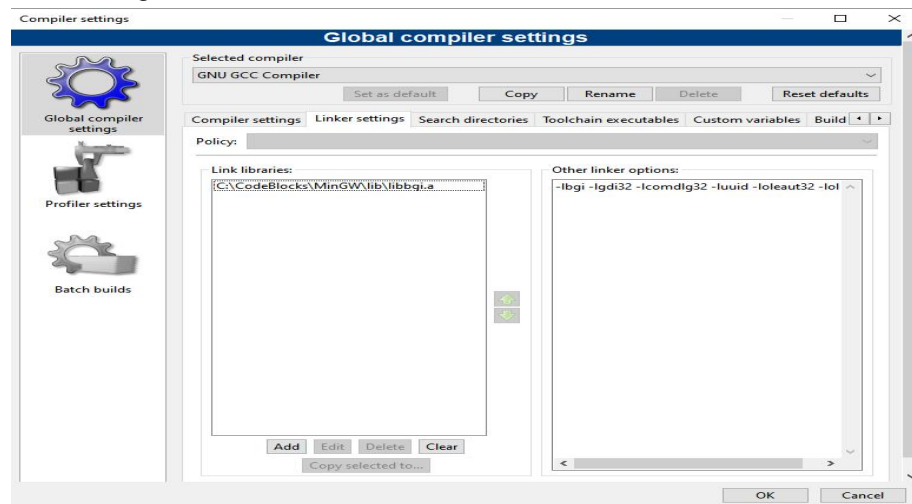 Compiler settings
Global compiler settings
Selected compiler
GNU GCC Compiler
Set as default
Copy
Rename
Delete
Reset defaults
Global compiler
settings
Profiler settings
Batch builds
Compiler settings
Linker settings
Search directories
Toolchain executables
Custom variables
Build
Policy:
Link libraries:
C:\CodeBlocks\MinGW\lib\libbgi.a
Add
Edit
Delete
Clear
Copy selected to...
Other linker options:
-lbgi -lgdi32 -lcomdlg32 -luuid -loleaut32 -lol
OK
Cancel